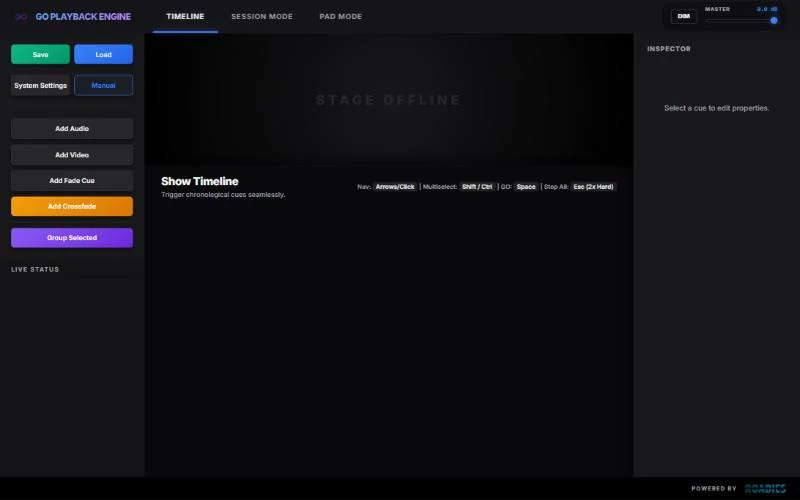 GO PLAYBACK ENGINE
TIMELINE
SESSION MODE
PAD MODE
DIM
MASTER
0.0 dB
Save
Load
System Settings
Manual
Add Audio
Add Video
Add Fade Cue
Add Crossfade
Group Selected
LIVE STATUS
STAGE OFFLINE
Show Timeline
Trigger chronological cues seamlessly.
Nav: Arrows/Click | Multiselect: Shift / Ctrl | GO: Space | Stop All: Esc (2x Hard)
INSPECTOR
Select a cue to edit properties.
POWERED BY ROADIES